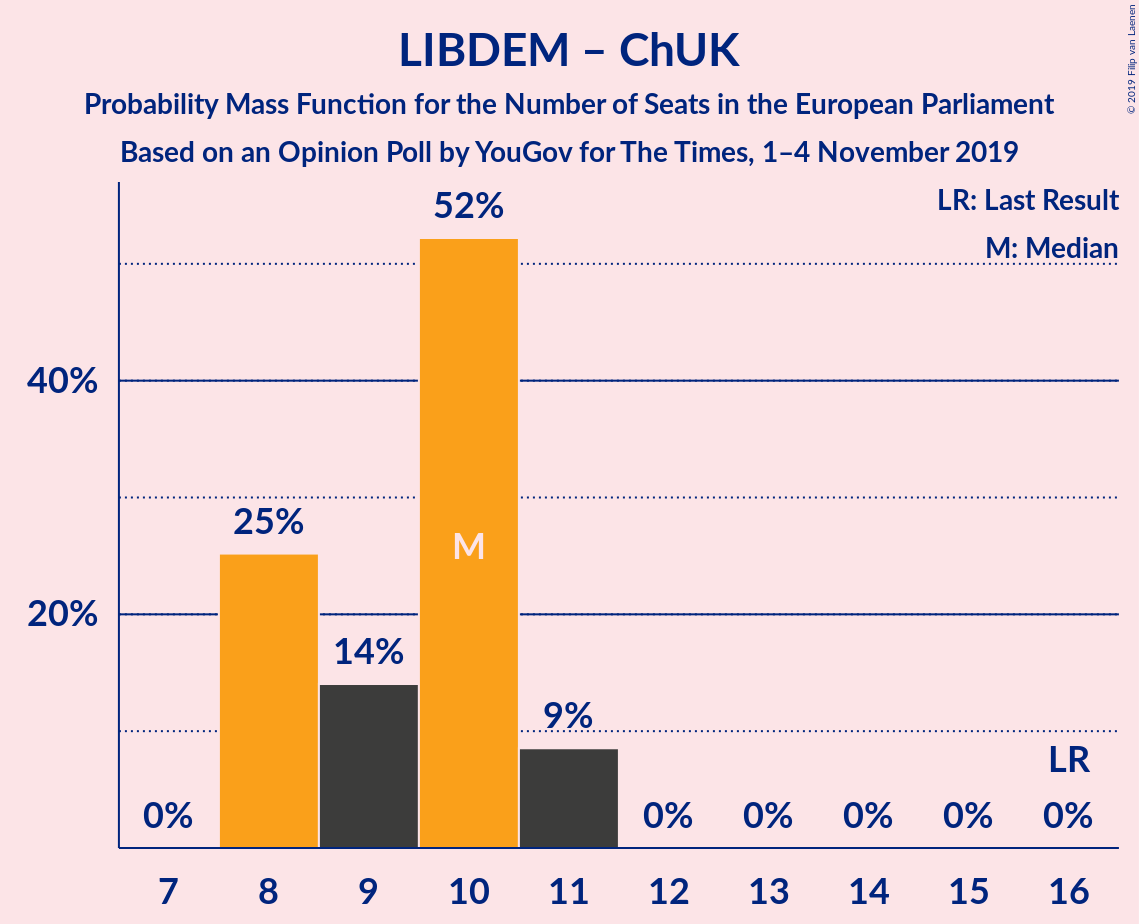 LIBDEM – ChUK
Probability Mass Function for the Number of Seats in the European Parliament
Based on an Opinion Poll by YouGov for The Times, 1–4 November 2019
© 2019 Filip van Laenen
LR: Last Result
M: Median
52%
40%
25%
M
20%
14%
9%
LR
0% 0% 0% 0% 0% 0%
7 8 9 10 11 12 13 14 15 16